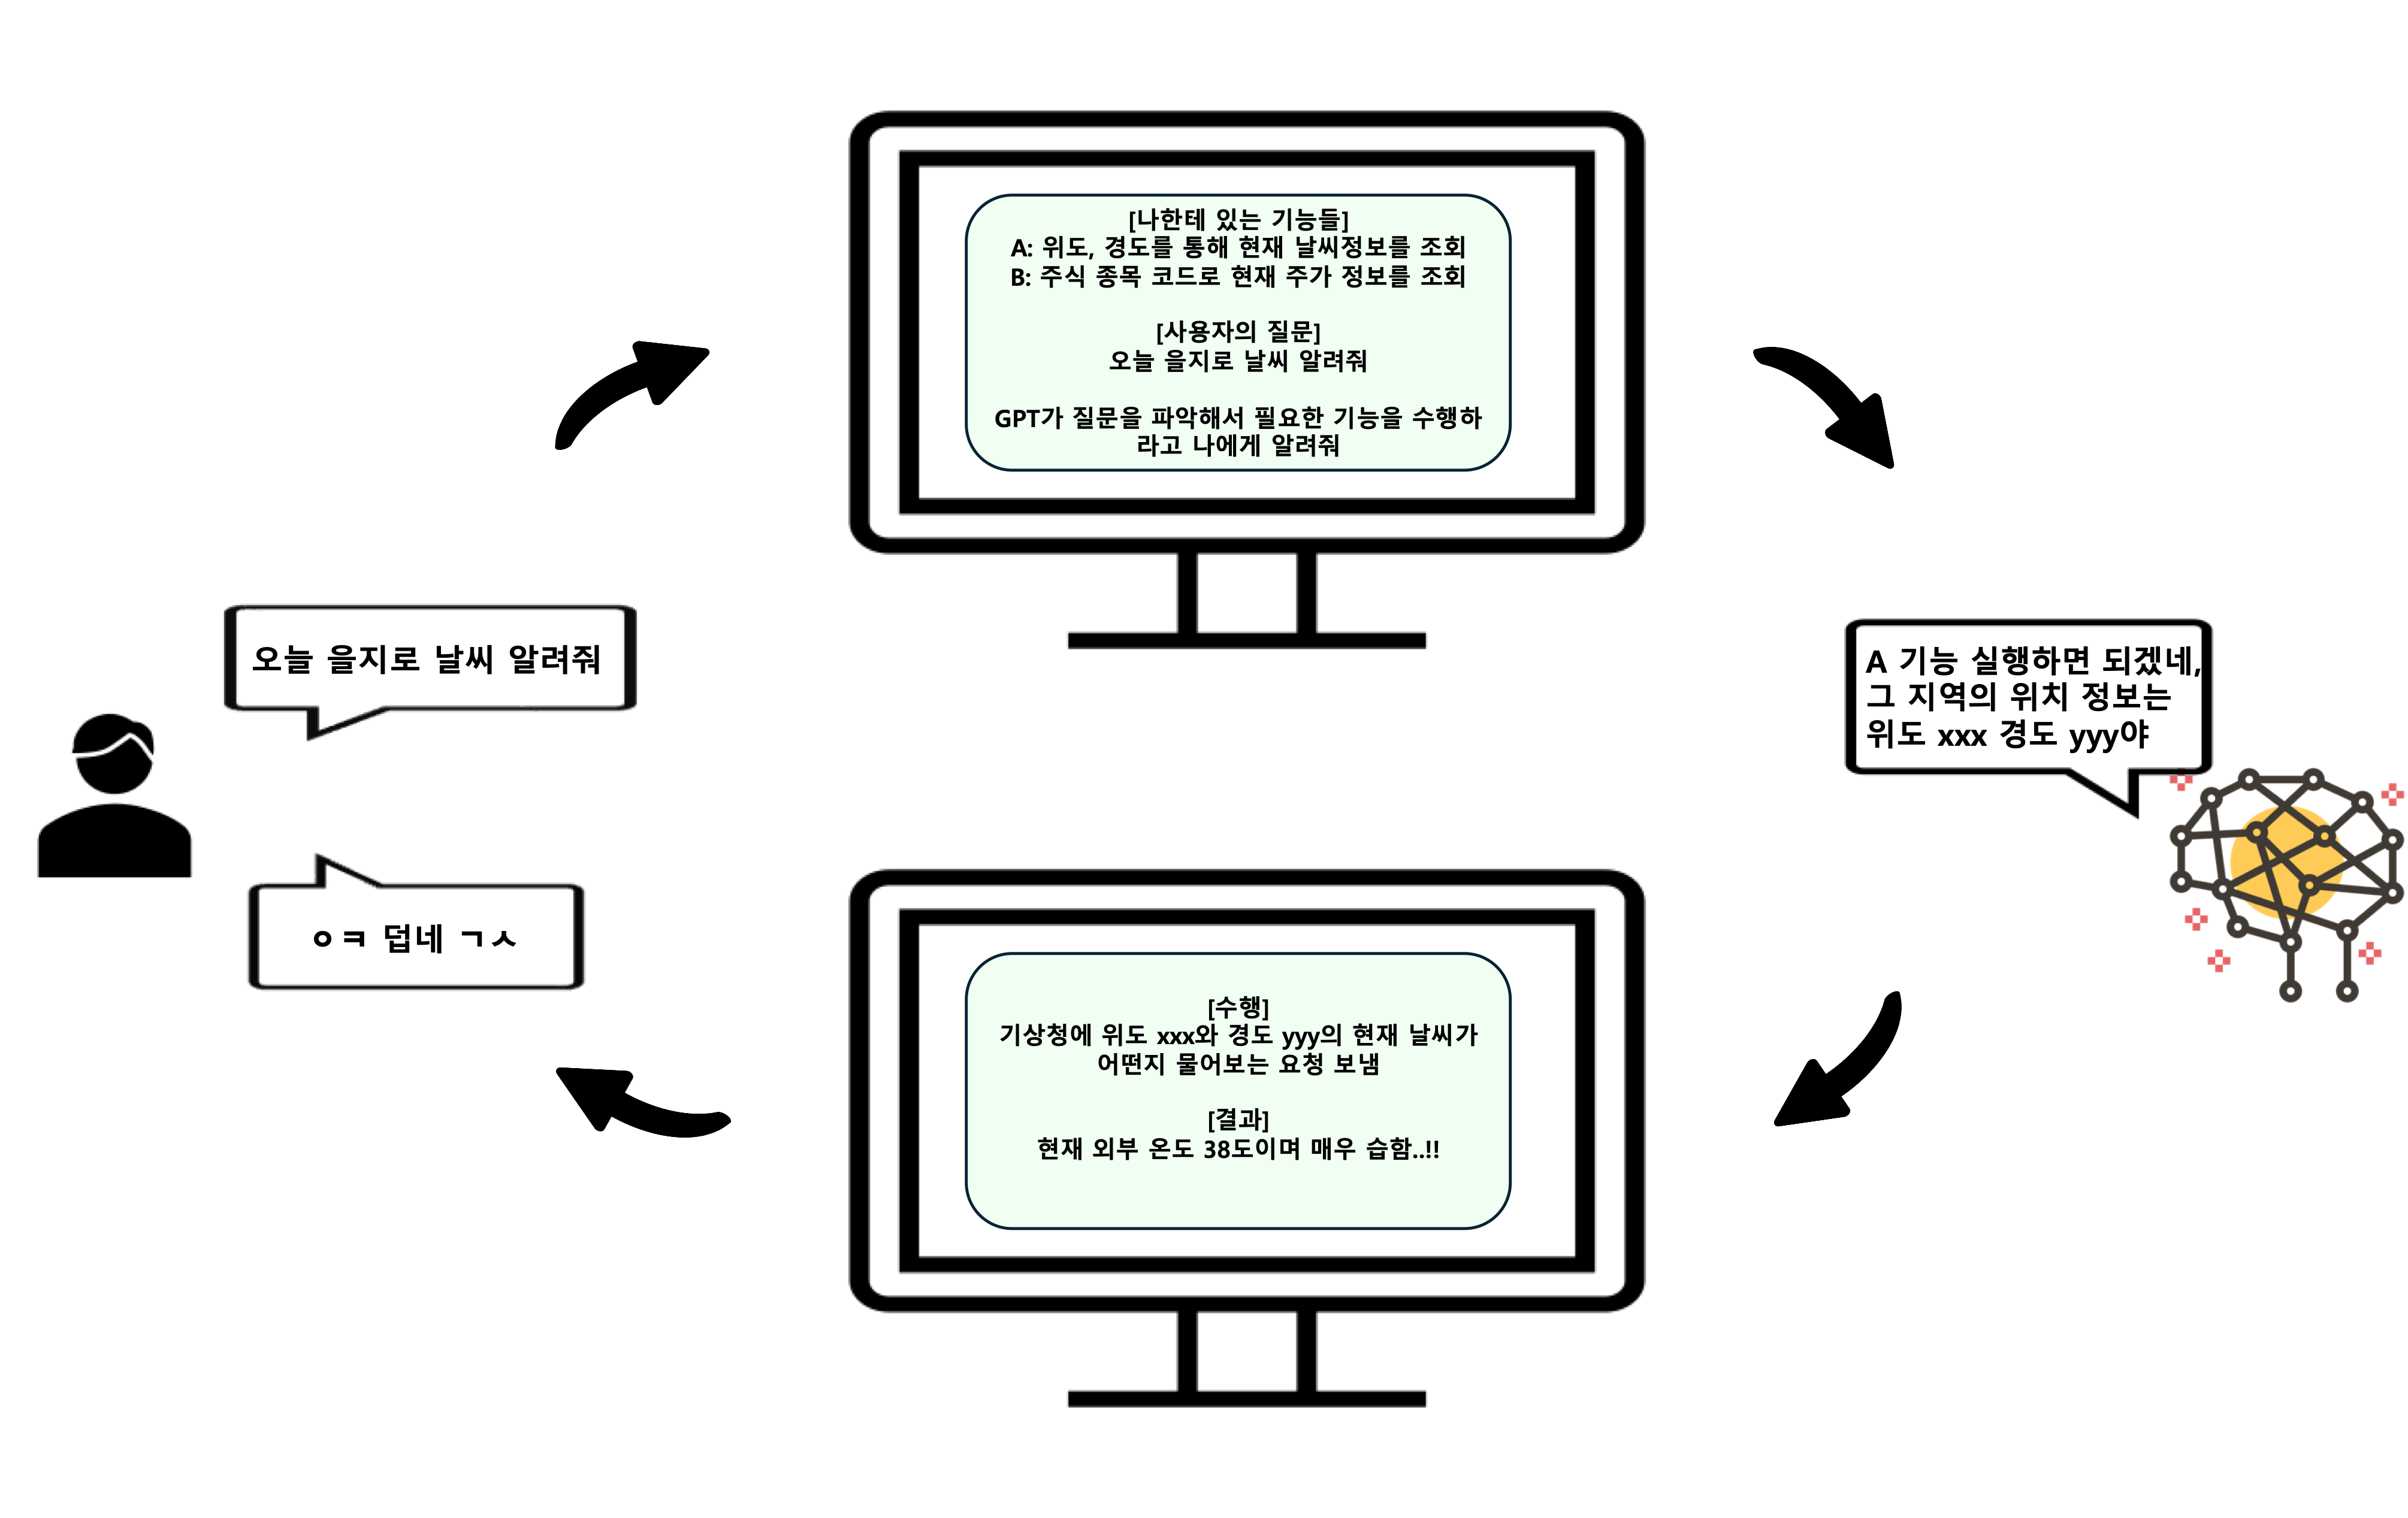 [나한테 있는 기능들]
A: 위도, 경도를 통해 현재 날씨정보를 조회
B: 주식 종목 코드로 현재 주가 정보를 조회
[사용자의 질문]
오늘 을지로 날씨 알려줘
GPT가 질문을 파악해서 필요한 기능을 수행하
라고 나에게 알려줘
오늘 을지로 날씨 알려줘
A 기능 실행하면 되겠네,
그 지역의 위치 정보는
위도 xxx 경도 yyy야
ㅇㅋ 덥네 ㄱㅅ
[수행]
기상청에 위도 xxx와 경도 yyy의 현재 날씨가
어떤지 물어보는 요청 보냄
[결과]
현재 외부 온도 38도이며 매우 습함..!!